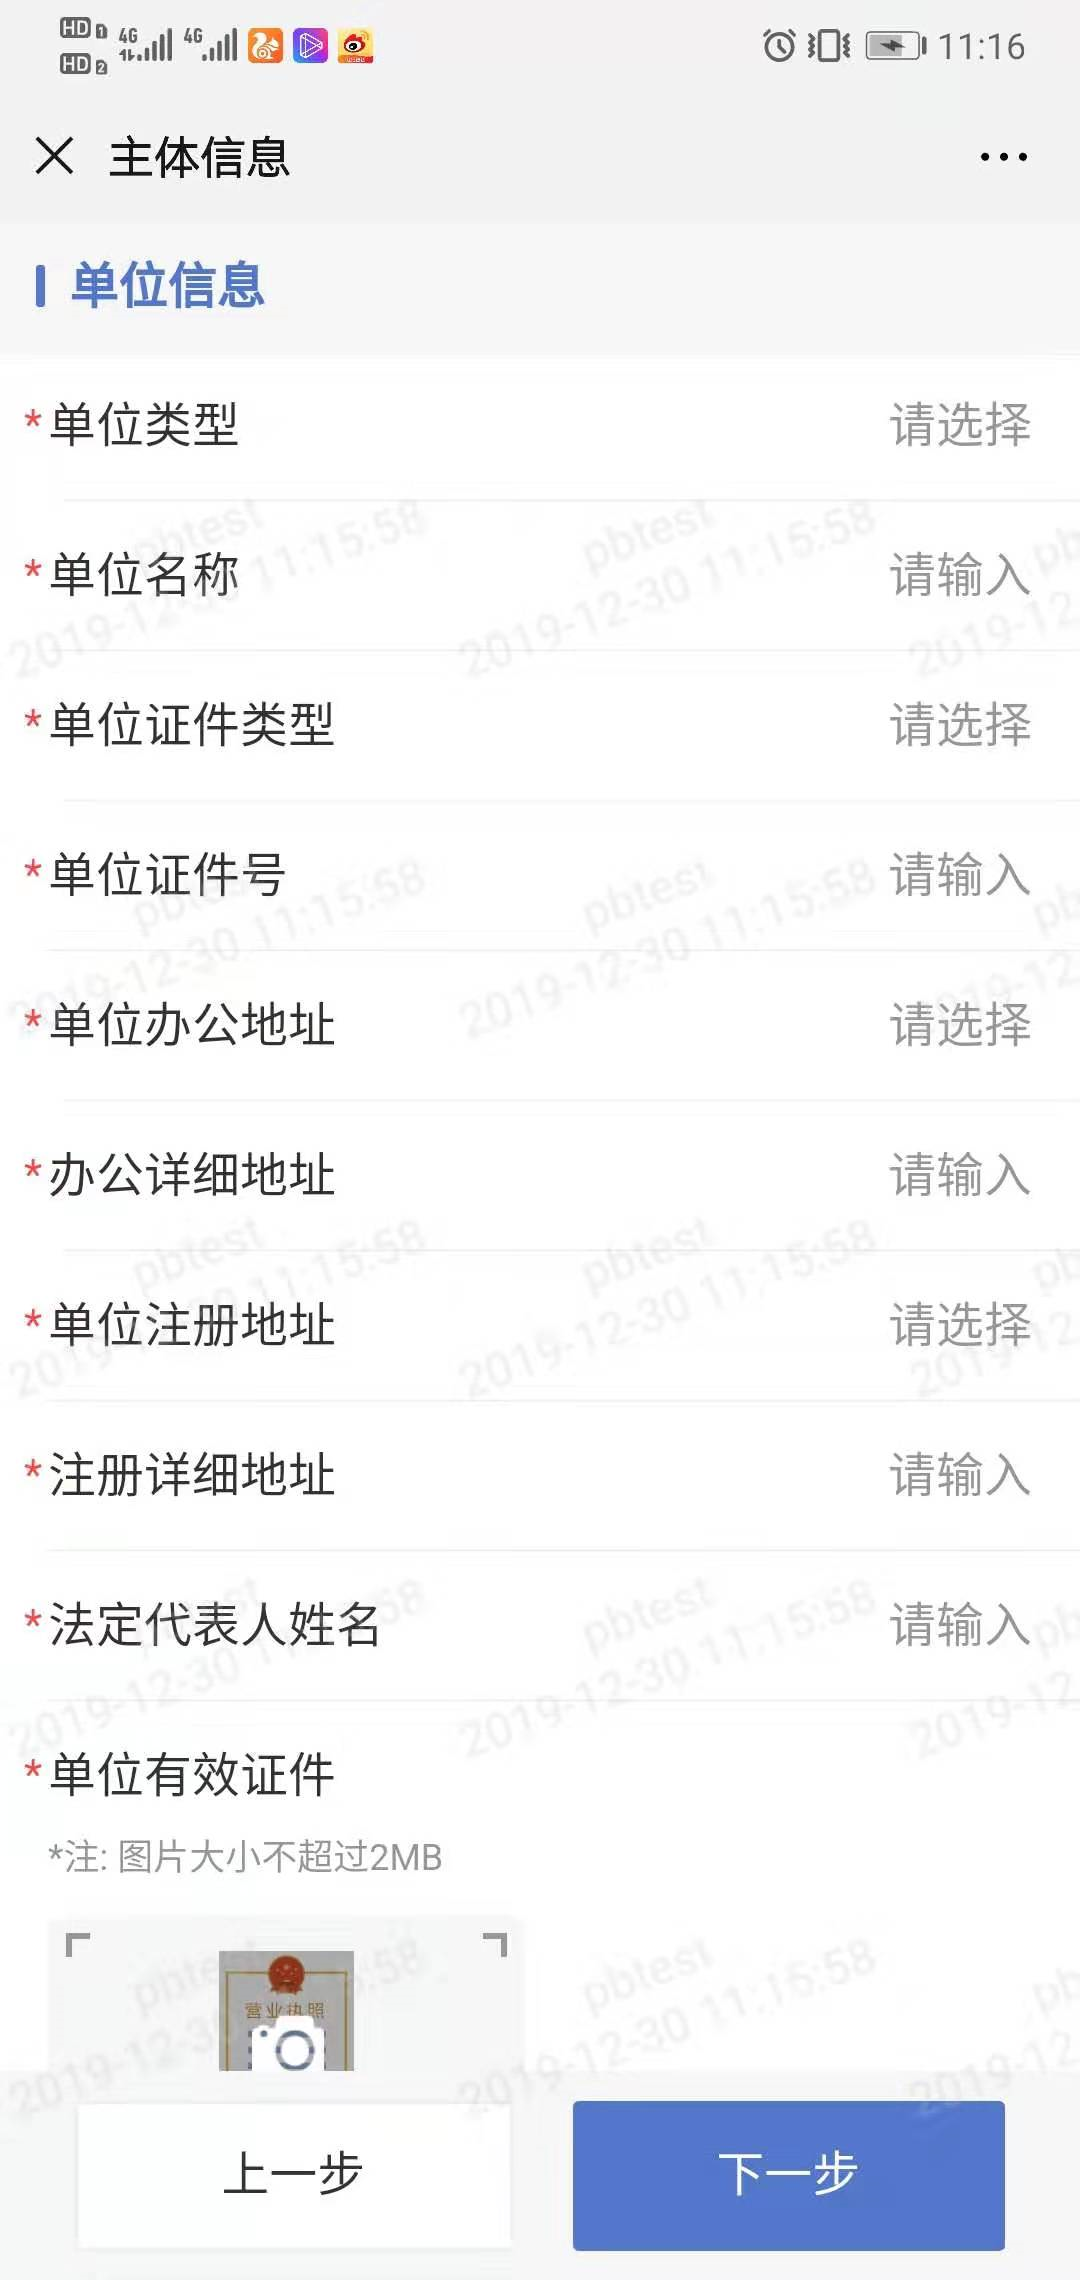 HD 1 4G 4G 11:16
HD 2
主体信息
单位信息
*单位类型 请选择
*单位名称 请输入
*单位证件类型 请选择
*单位证件号 请输入
*单位办公地址 请选择
*办公详细地址 请输入
*单位注册地址 请选择
*注册详细地址 请输入
*法定代表人姓名 请输入
*单位有效证件
*注: 图片大小不超过2MB
营业执照
上一步 下一步
pbtest
2019-12-30 11:15:58